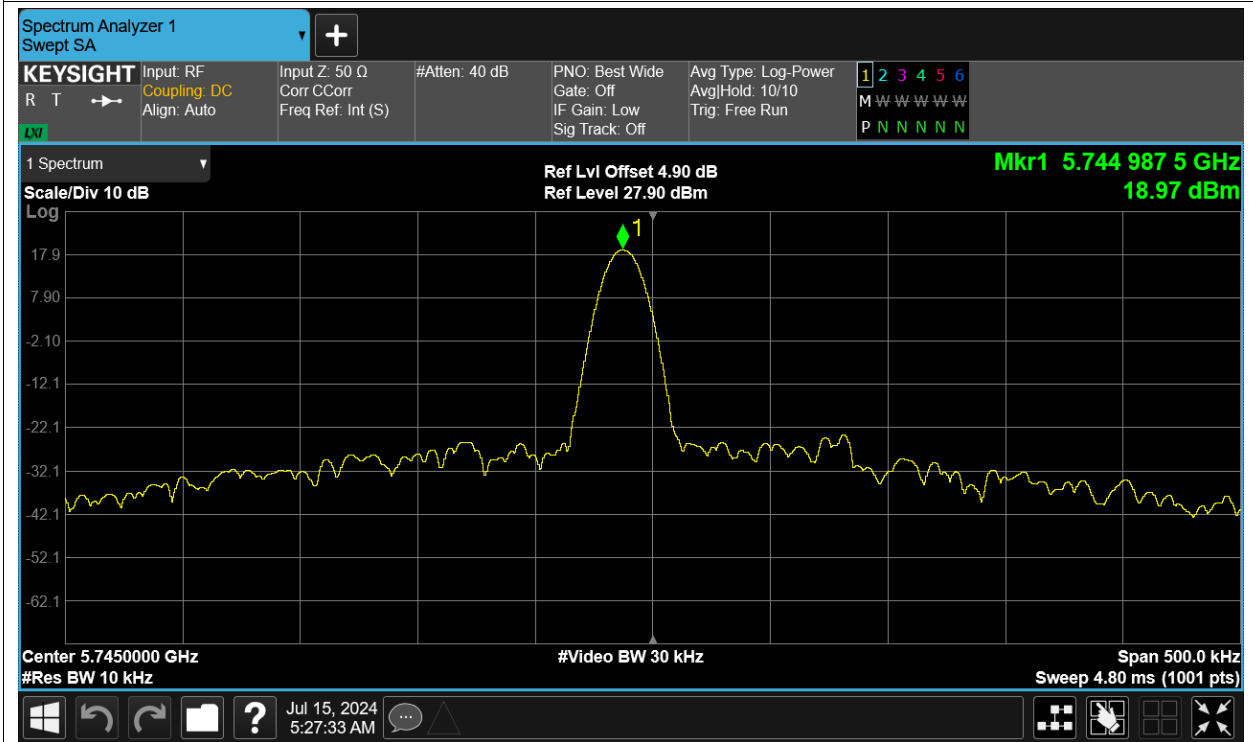 Spectrum Analyzer 1
Swept SA
+
KEYSIGHT
R T
LXI
Input: RF
Coupling: DC
Align: Auto
Input Z: 50 Ω
Corr CCorr
Freq Ref: Int (S)
#Atten: 40 dB
PNO: Best Wide
Gate: Off
IF Gain: Low
Sig Track: Off
Avg Type: Log-Power
Avg|Hold: 10/10
Trig: Free Run
1 2 3 4 5 6
M W W W W W
P N N N N N
1 Spectrum
Scale/Div 10 dB
Log
Ref Lvl Offset 4.90 dB
Ref Level 27.90 dBm
Mkr1 5.744 987 5 GHz
18.97 dBm
1
17.9
7.90
-2.10
-12.1
-22.1
-32.1
-42.1
-52.1
-62.1
Center 5.7450000 GHz
#Res BW 10 kHz
#Video BW 30 kHz
Span 500.0 kHz
Sweep 4.80 ms (1001 pts)
?
Jul 15, 2024
5:27:33 AM